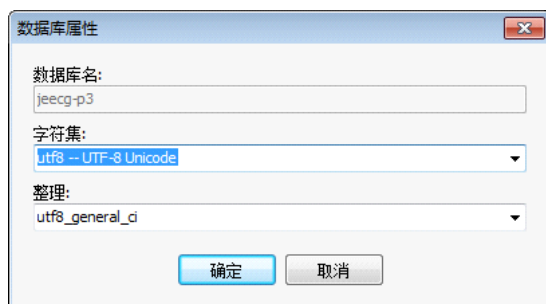 数据库属性
数据库名:
jeecg-p3
字符集:
utf8 -- UTF-8 Unicode
整理:
utf8_general_ci
确定
取消